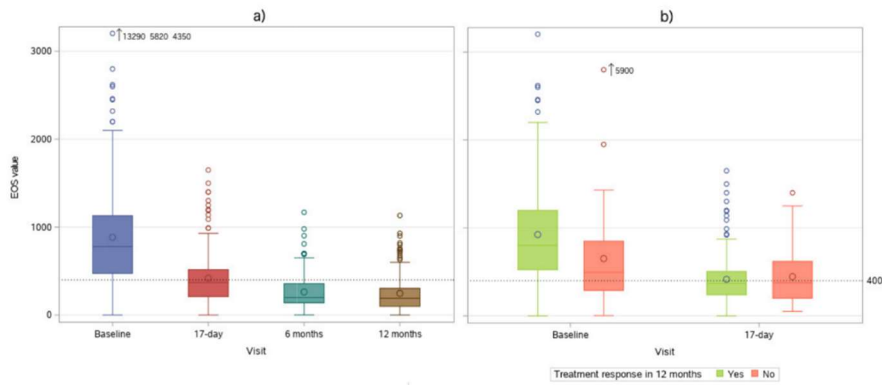 a)
b)
13290 5820 4350
5900
3000
2000
1000
0
EOS value
400
Baseline 17-day 6 months 12 months
Visit
Baseline 17-day
Visit
Treatment response in 12 months Yes No